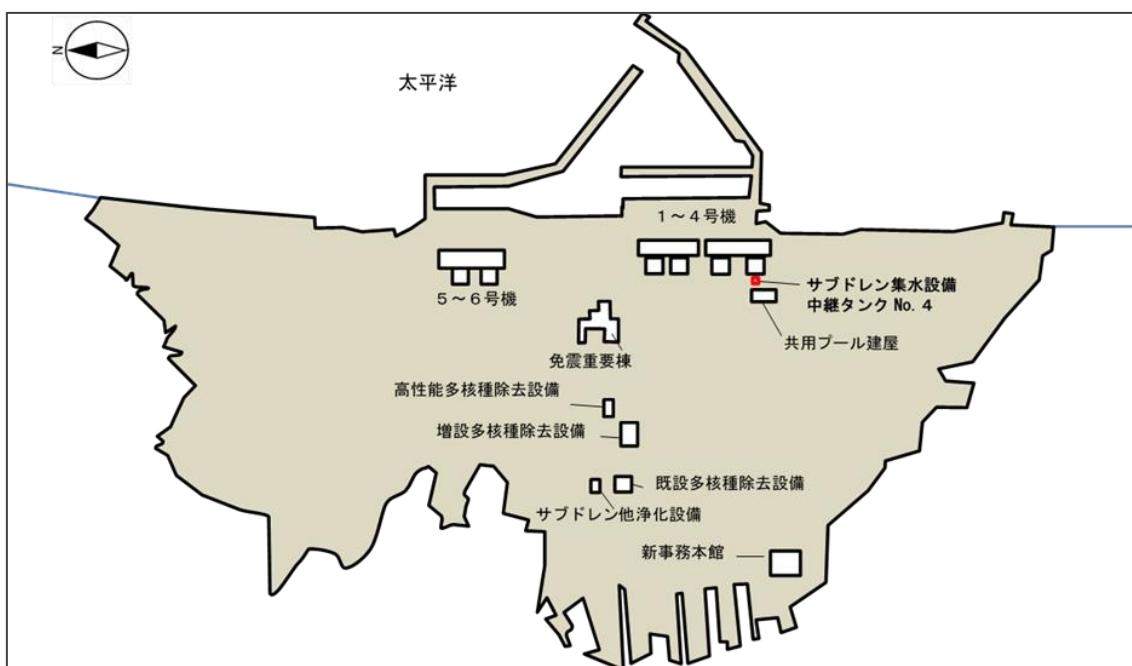 N
太平洋
1～4号機
5～6号機
サブドレン集水設備
中継タンク No. 4
共用プール建屋
免震重要棟
高性能多核種除去設備
増設多核種除去設備
既設多核種除去設備
サブドレン他浄化設備
新事務本館